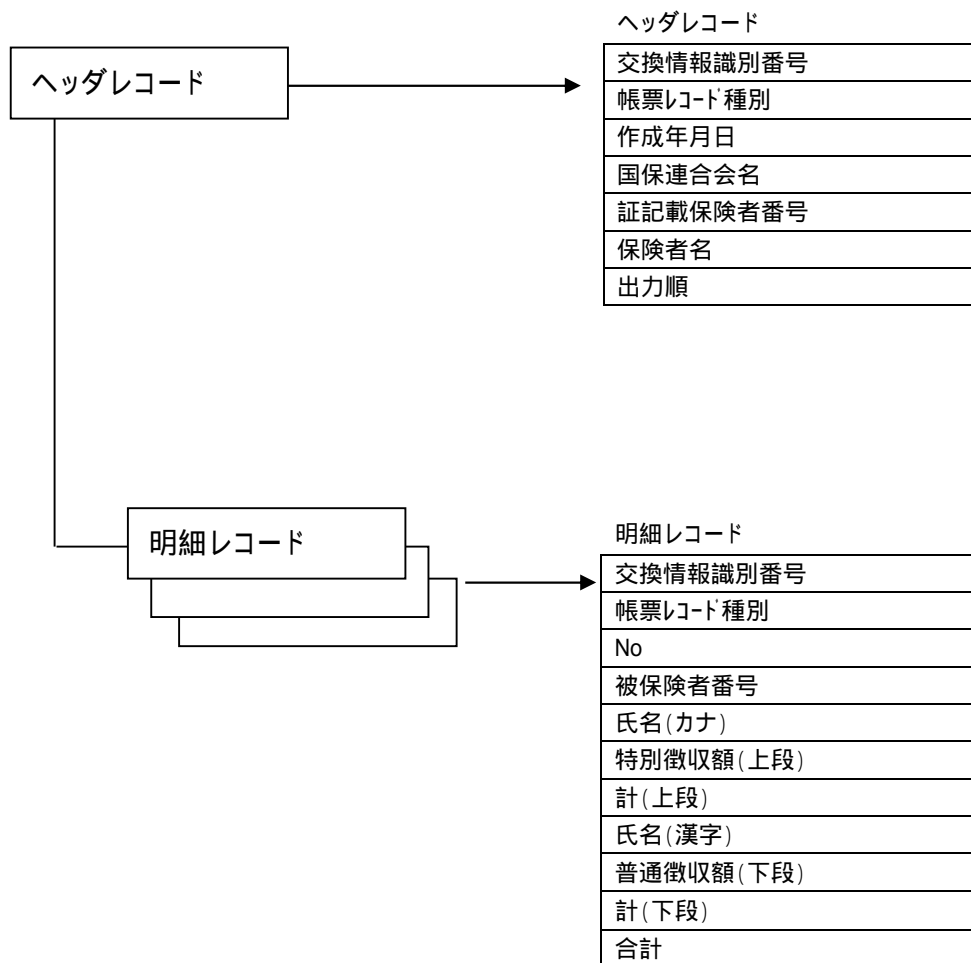 ヘッダレコード
ヘッダレコード
交換情報識別番号
帳票ﾚｺｰﾄﾞ種別
作成年月日
国保連合会名
証記載保険者番号
保険者名
出力順
明細レコード
明細レコード
交換情報識別番号
帳票ﾚｺｰﾄﾞ種別
No
被保険者番号
氏名(カナ)
特別徴収額(上段)
計(上段)
氏名(漢字)
普通徴収額(下段)
計(下段)
合計